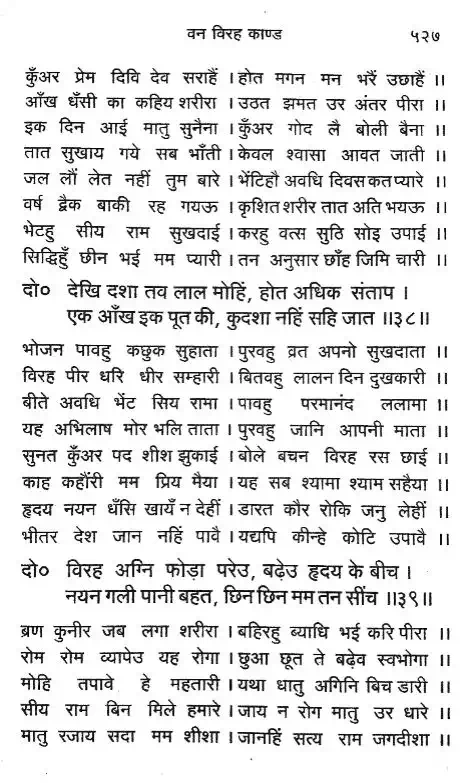 वन विरह काण्ड ५२७
कुँअर प्रेम दिवि देव सराहैं । होत मगन मन भरैं उछाहैं ।।
आँख धँसी का कहिय शरीरा । उठत झमत उर अंतर पीरा ।।
इक दिन आई मातु सुनैना । कुँअर गोद लै बोली बैना ।।
तात सुखाय गये सब भाँती । केवल श्वासा आवत जाती ।।
जल लौं लेत नहीं तुम बारे । भेंटिहौ अवधि दिवस कत प्यारे ।।
वर्ष द्वैक बाकी रह गयऊ । कृशित शरीर तात अति भयऊ ।।
भेटहु सीय राम सुखदाई । करहु वत्स सुठि सोइ उपाई ।।
सिद्धिहुँ छीन भई मम प्यारी । तन अनुसार छाँह जिमि चारी ।।
दो० देखि दशा तव लाल मोहिं, होत अधिक संताप ।
एक आँख इक पूत की, कुदशा नहिं सहि जात ।।३८।।
भोजन पावहु कछुक सुहाता । पुरवहु व्रत अपनो सुखदाता ।।
विरह पीर धरि धीर सम्हारी । बितवहु लालन दिन दुखकारी ।।
बीते अवधि भेंट सिय रामा । पावहु परमानंद ललामा ।।
यह अभिलाष मोर भलि ताता । पुरवहु जानि आपनी माता ।।
सुनत कुँअर पद शीश झुकाई । बोले बचन विरह रस छाई ।।
काह कहौंरी मम प्रिय मैया । यह सब श्यामा श्याम सहैया ।।
हृदय नयन धँसि खायँ न देहीं । डारत कौर रोकि जनु लेहीं ।।
भीतर देश जान नहिं पावै । यद्यपि कीन्हे कोटि उपावै ।।
दो० विरह अग्नि फोड़ा परेउ, बढ़ेउ हृदय के बीच ।
नयन गली पानी बहत, छिन छिन मम तन सींच ।।३९।।
ब्रण कुनीर जब लगा शरीरा । बहिरहु ब्याधि भई करि पीरा ।।
रोम रोम व्यापेउ यह रोगा । छुआ छूत ते बढ़ेव स्वभोगा ।।
मोहि तपावे हे महतारी । यथा धातु अगिनि बिच डारी ।।
सीय राम बिन मिले हमारे । जाय न रोग मातु उर धारे ।।
मातु रजाय सदा मम शीशा । जानहिं सत्य राम जगदीशा ।।